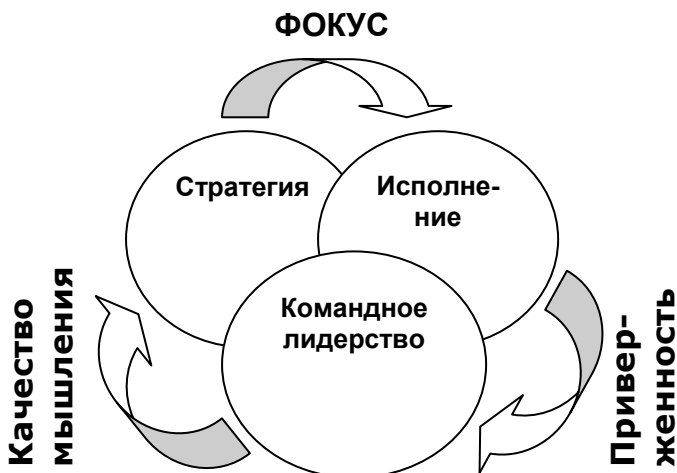 ФОКУС
Стратегия
Исполне-
ние
Командное
лидерство
Качество
мышления
Привер-
женность